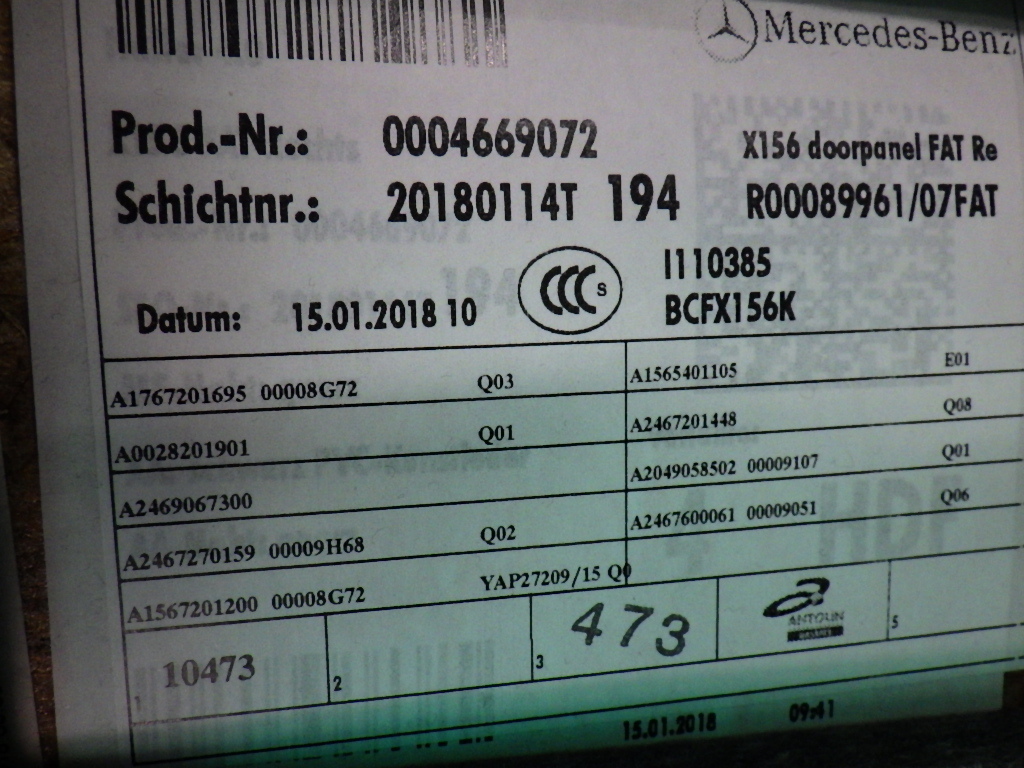 Mercedes-Benz
Prod.-Nr.: 0004669072 X156 doorpanel FAT Re
Schichtnr.: 20180114T 194 R00089961/07FAT
CCC S I110385
Datum: 15.01.2018 10 BCFX156K
A1767201695 00008G72 Q03 A1565401105 E01
A0028201901 Q01 A2467201448 Q08
A2469067300 A2049058502 00009107 Q01
A2467270159 00009H68 Q02 A2467600061 00009051 Q06
A1567201200 00008G72 YAP27209/15 Q0
1 10473 2 3 473 ANTOLIN 5
15.01.2018 09:41